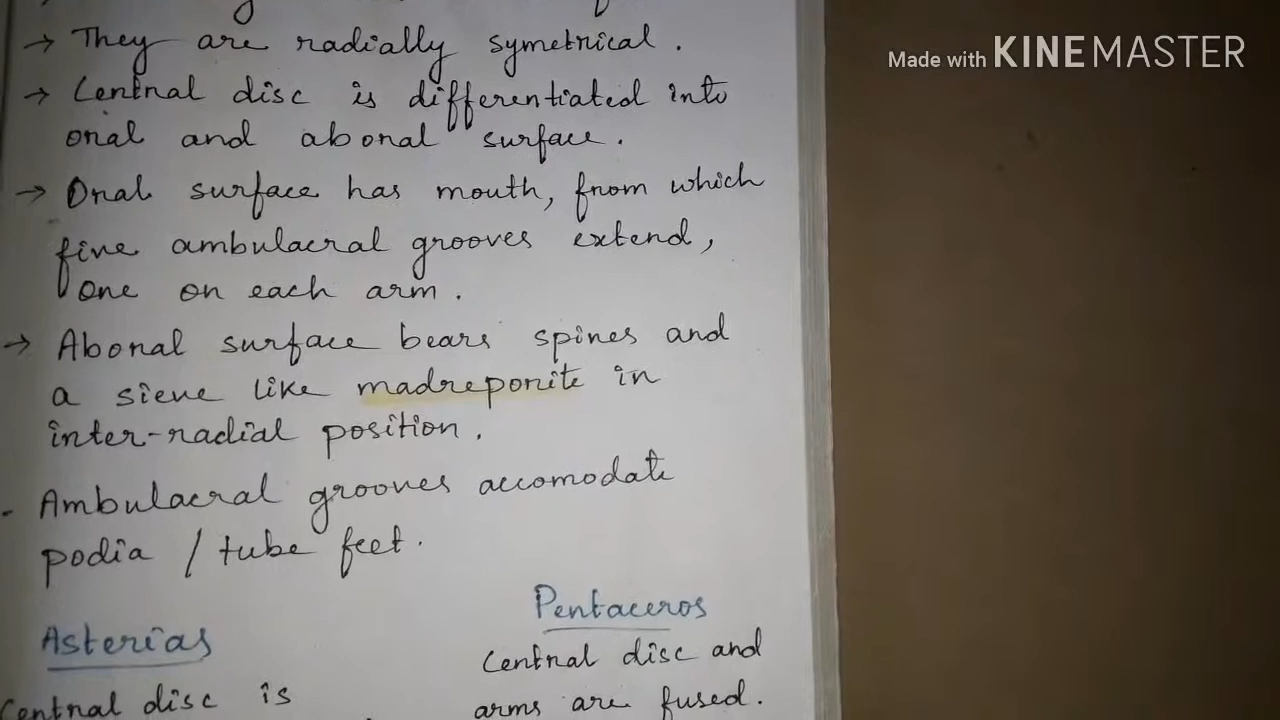 Made with KINEMASTER
→ They are radially symetrical.
→ Central disc is differentiated into
oral and aboral surface.
→ Oral surface has mouth, from which
five ambulacral grooves extend,
one on each arm.
→ Aboral surface bears spines and
a sieve like madreporite in
inter-radial position.
- Ambulacral grooves accomodate
podia / tube feet.
Asterias
Central disc is
Pentaceros
Central disc and
arms are fused.